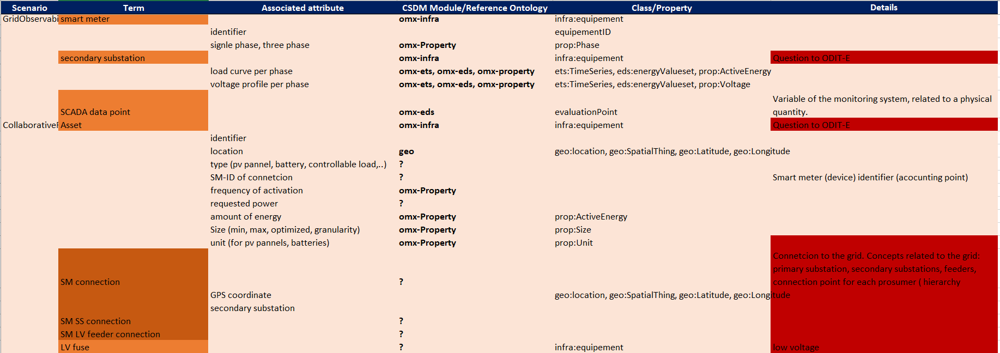 Scenario Term Associated attribute CSDM Module/Reference Ontology Class/Property Details
GridObservabi smart meter omx-infra infra:equipement
identifier equipementID
signle phase, three phase omx-Property prop:Phase
secondary substation omx-infra infra:equipement Question to ODIT-E
load curve per phase omx-ets, omx-eds, omx-property ets:TimeSeries, eds:energyValueset, prop:ActiveEnergy
voltage profile per phase omx-ets, omx-eds, omx-property ets:TimeSeries, eds:energyValueset, prop:Voltage
Variable of the monitoring system, related to a physical
SCADA data point omx-eds evaluationPoint quantity.
CollaborativeF Asset omx-infra infra:equipement Question to ODIT-E
identifier
location geo geo:location, geo:SpatialThing, geo:Latitude, geo:Longitude
type (pv pannel, battery, controllable load,..) ?
SM-ID of connetcion ? Smart meter (device) identifier (acocunting point)
frequency of activation omx-Property
requested power ?
amount of energy omx-Property prop:ActiveEnergy
Size (min, max, optimized, granularity) omx-Property prop:Size
unit (for pv pannels, batteries) omx-Property prop:Unit
Connetcion to the grid. Concepts related to the grid:
primary substation, secondary substations, feeders,
SM connection ? connection point for each prosumer ( hierarchy
GPS coordinate geo:location, geo:SpatialThing, geo:Latitude, geo:Longitude
secondary substation
SM SS connection ?
SM LV feeder connection ?
LV fuse ? infra:equipement low voltage